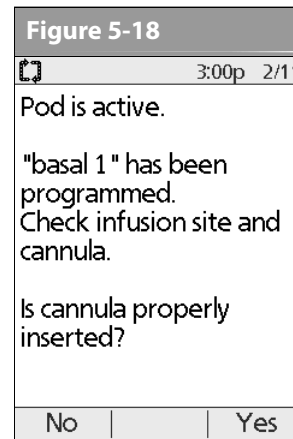 Figure 5-18
3:00p 2/1
Pod is active.
"basal 1" has been
programmed.
Check infusion site and
cannula.
Is cannula properly
inserted?
No Yes